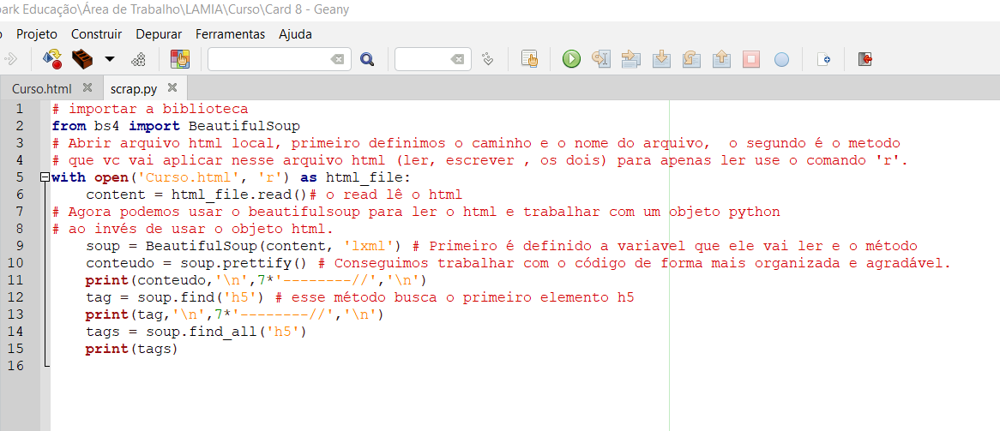 park Educação\Área de Trabalho\LAMIA\Curso\Card 8 - Geany
Projeto Construir Depurar Ferramentas Ajuda
Curso.html scrap.py
1 # importar a biblioteca
2 from bs4 import BeautifulSoup
3 # Abrir arquivo html local, primeiro definimos o caminho e o nome do arquivo,  o segundo é o metodo
4 # que vc vai aplicar nesse arquivo html (ler, escrever , os dois) para apenas ler use o comando 'r'.
5 with open('Curso.html', 'r') as html_file:
6     content = html_file.read()# o read lê o html
7 # Agora podemos usar o beautifulsoup para ler o html e trabalhar com um objeto python
8 # ao invés de usar o objeto html.
9     soup = BeautifulSoup(content, 'lxml') # Primeiro é definido a variavel que ele vai ler e o método
10     conteudo = soup.prettify() # Conseguimos trabalhar com o código de forma mais organizada e agradável.
11     print(conteudo,'\n',7*'--------//','\n')
12     tag = soup.find('h5') # esse método busca o primeiro elemento h5
13     print(tag,'\n',7*'--------//','\n')
14     tags = soup.find_all('h5')
15     print(tags)
16